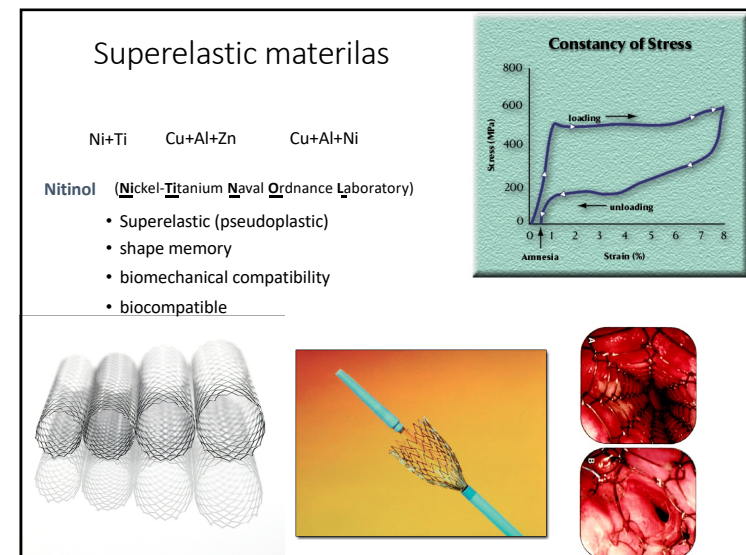 Superelastic materilas
Ni+Ti Cu+Al+Zn Cu+Al+Ni
Nitinol (Nickel-Titanium Naval Ordnance Laboratory)
• Superelastic (pseudoplastic)
• shape memory
• biomechanical compatibility
• biocompatible
Constancy of Stress
800
600
400
200
0
Stress (MPa)
loading
unloading
0 1 2 3 4 5 6 7 8
Amnesia Strain (%)
A
B